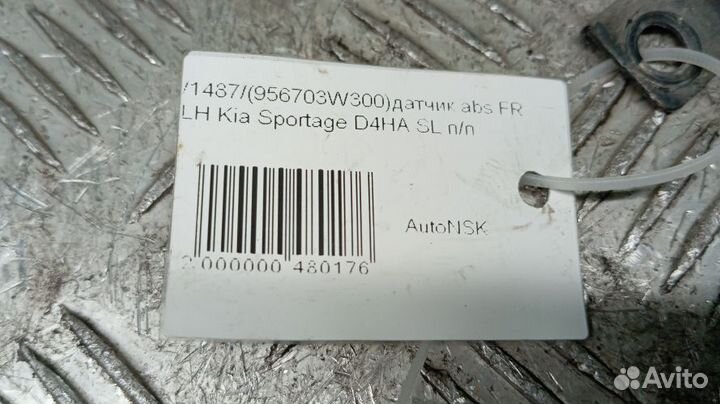 /1487/(956703W300)датчик abs FR
LH Kia Sportage D4HA SL п/п
AutoNSK
2 000000 480176
Avito